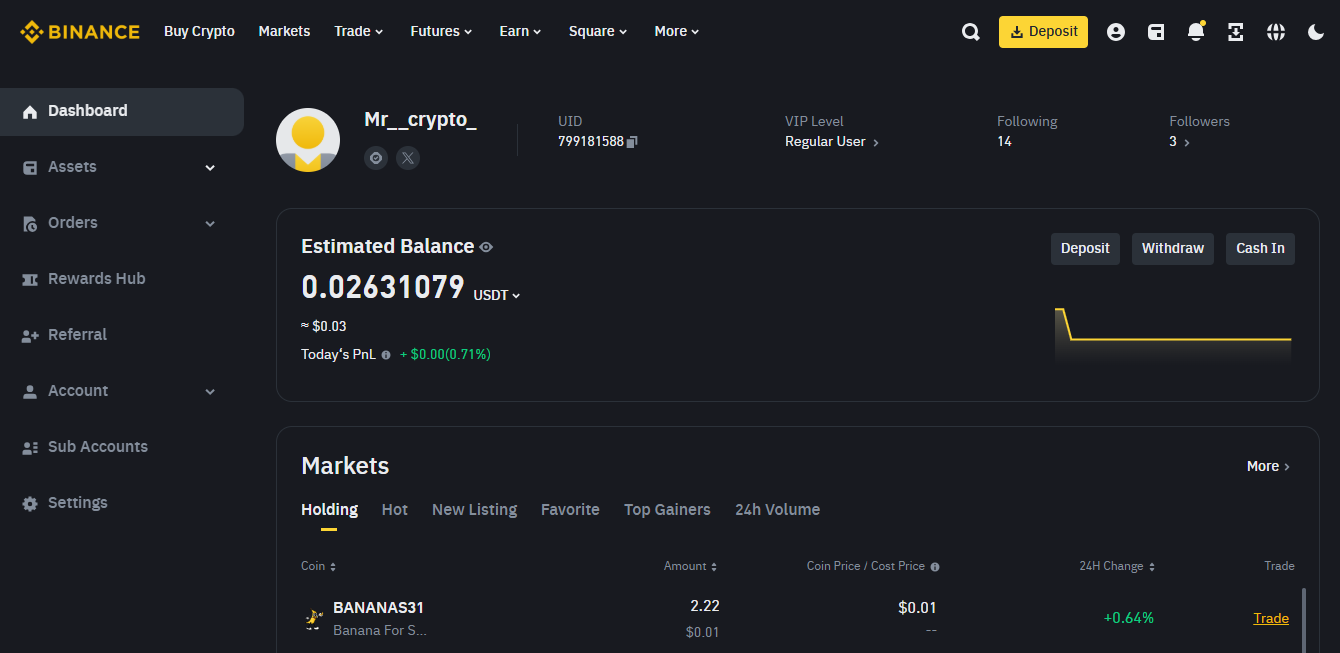 BINANCE Buy Crypto Markets Trade Futures Earn Square More Deposit
Dashboard
Assets
Orders
Rewards Hub
Referral
Account
Sub Accounts
Settings
Mr__crypto_
UID
799181588
VIP Level
Regular User
Following
14
Followers
3
Estimated Balance
Deposit Withdraw Cash In
0.02631079 USDT
≈ $0.03
Today‘s PnL + $0.00(0.71%)
Markets
More
Holding Hot New Listing Favorite Top Gainers 24h Volume
Coin Amount Coin Price / Cost Price 24H Change Trade
BANANAS31 2.22 $0.01 +0.64% Trade
Banana For S... $0.01 --